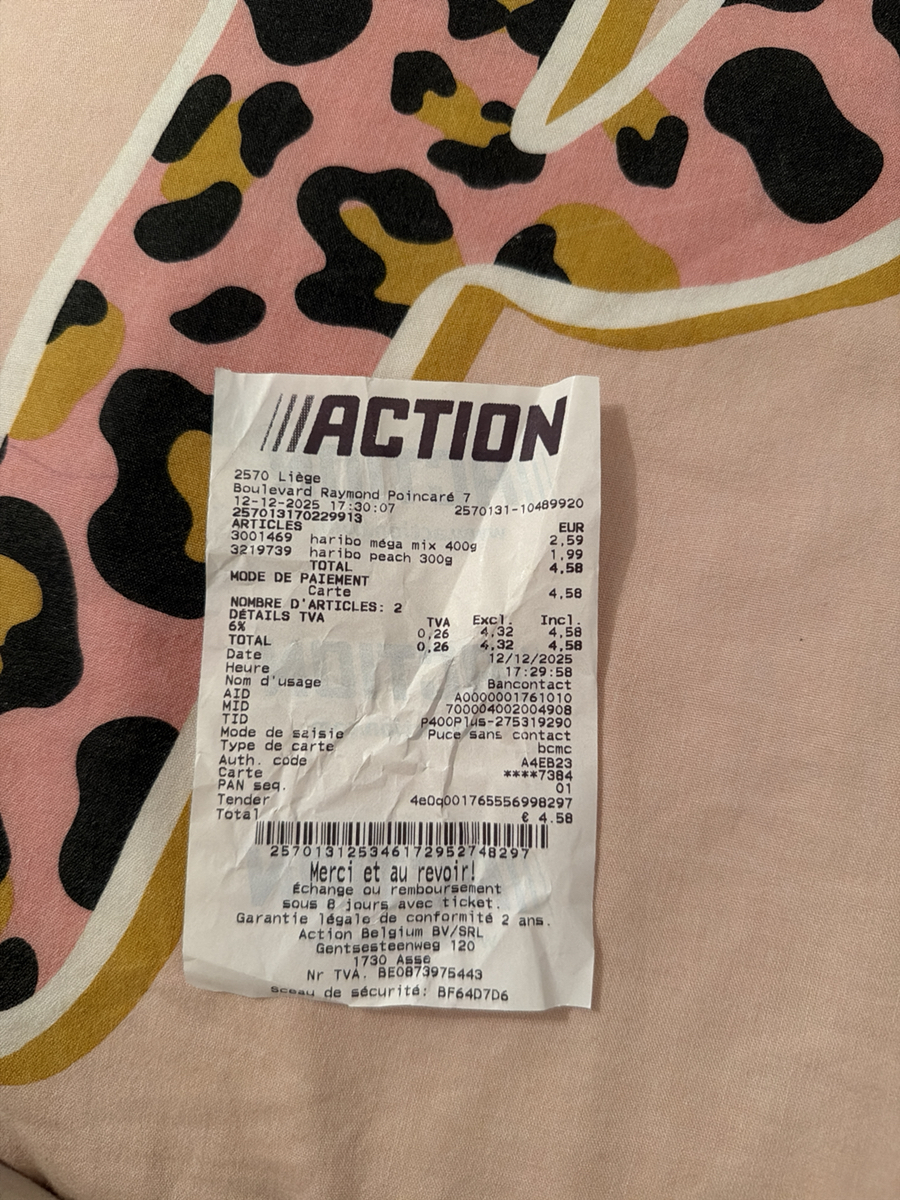 ACTION
2570 Liège
Boulevard Raymond Poincaré 7
12-12-2025 17:30:07 2570131-10489920
257013170229913
ARTICLES EUR
3001469 haribo méga mix 400g 2,59
3219739 haribo peach 300g 1,99
TOTAL 4,58
MODE DE PAIEMENT
Carte 4,58
NOMBRE D'ARTICLES: 2
DÉTAILS TVA TVA Excl. Incl.
6% 0,26 4,32 4,58
TOTAL 0,26 4,32 4,58
Date 12/12/2025
Heure 17:29:58
Nom d'usage Bancontact
AID A0000001761010
MID 700004002004908
TID P400Plus-275319290
Mode de saisie Puce sans contact
Type de carte bcmc
Auth. code A4EB23
Carte ****7384
PAN seq. 01
Tender 4e0q001765556998297
Total € 4.58
2570131253461729527 48297
Merci et au revoir!
Échange ou remboursement
sous 8 jours avec ticket.
Garantie légale de conformité 2 ans.
Action Belgium BV/SRL
Gentsesteenweg 120
1730 Asse
Nr TVA. BE0873975443
Sceau de sécurité: BF64D7D6